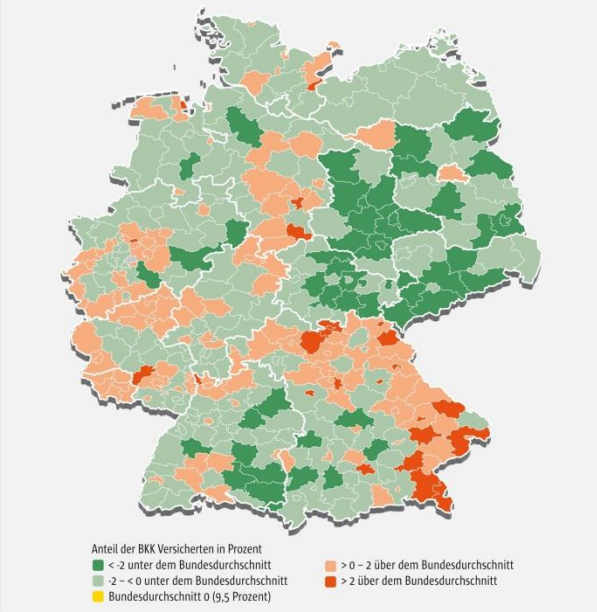 Anteil der BKK Versicherten in Prozent
< -2 unter dem Bundesdurchschnitt
-2 – < 0 unter dem Bundesdurchschnitt
Bundesdurchschnitt 0 (9,5 Prozent)
> 0 – 2 über dem Bundesdurchschnitt
> 2 über dem Bundesdurchschnitt